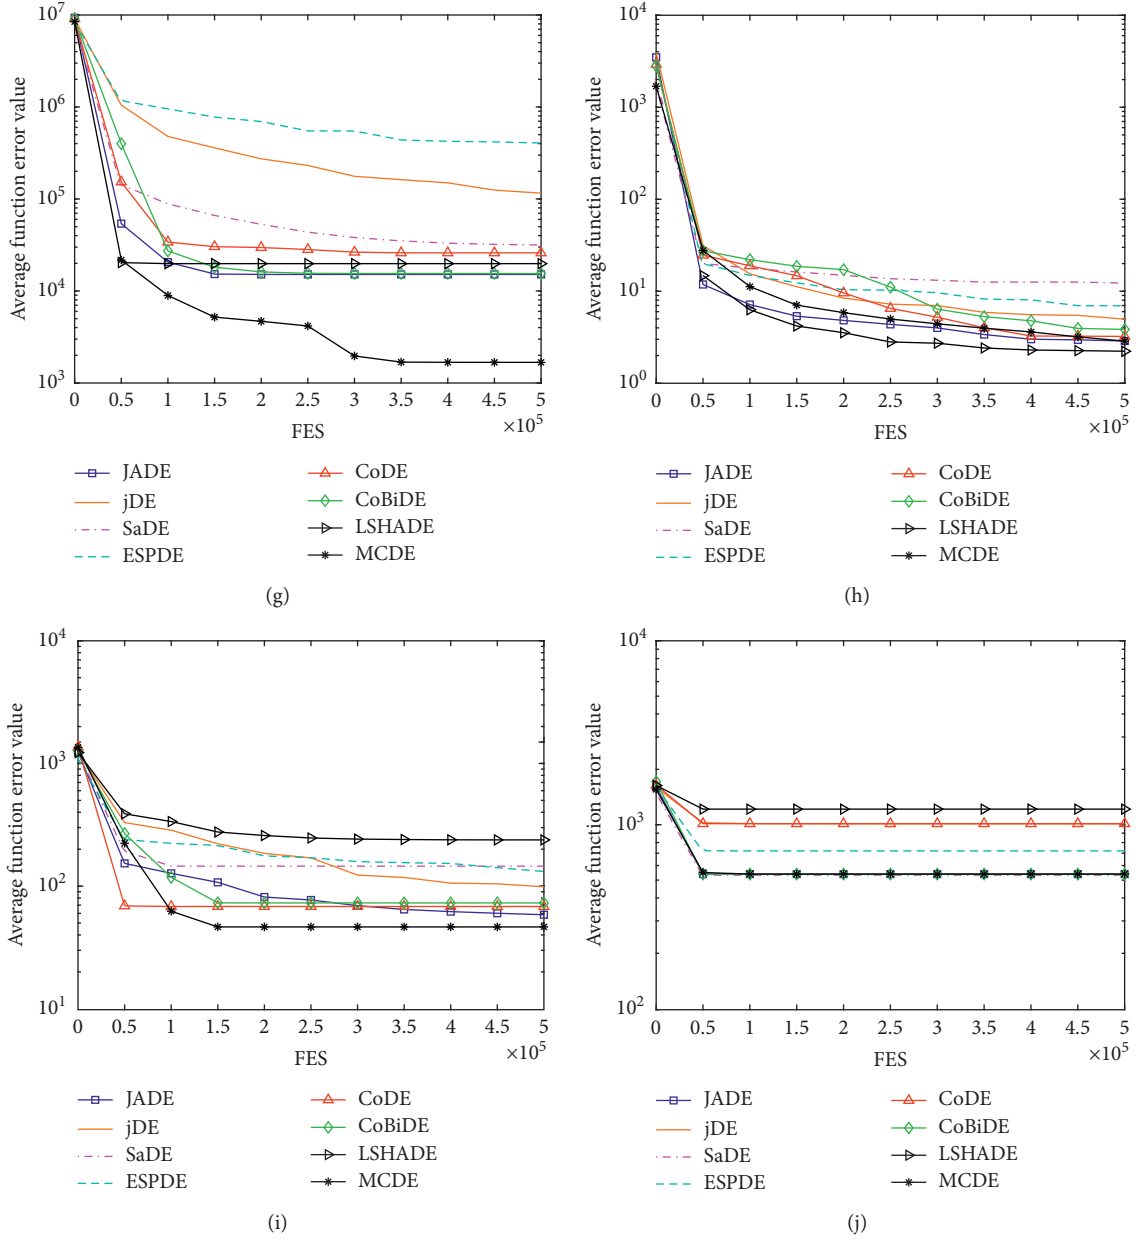 Average function error value
10^7
10^6
10^5
10^4
10^3
0 0.5 1 1.5 2 2.5 3 3.5 4 4.5 5
×10^5
FES
JADE
jDE
SaDE
ESPDE
CoDE
CoBiDE
LSHADE
MCDE
(g)
Average function error value
10^4
10^3
10^2
10^1
10^0
0 0.5 1 1.5 2 2.5 3 3.5 4 4.5 5
×10^5
FES
JADE
jDE
SaDE
ESPDE
CoDE
CoBiDE
LSHADE
MCDE
(h)
Average function error value
10^4
10^3
10^2
10^1
0 0.5 1 1.5 2 2.5 3 3.5 4 4.5 5
×10^5
FES
JADE
jDE
SaDE
ESPDE
CoDE
CoBiDE
LSHADE
MCDE
(i)
Average function error value
10^4
10^3
10^2
0 0.5 1 1.5 2 2.5 3 3.5 4 4.5 5
×10^5
FES
JADE
jDE
SaDE
ESPDE
CoDE
CoBiDE
LSHADE
MCDE
(j)